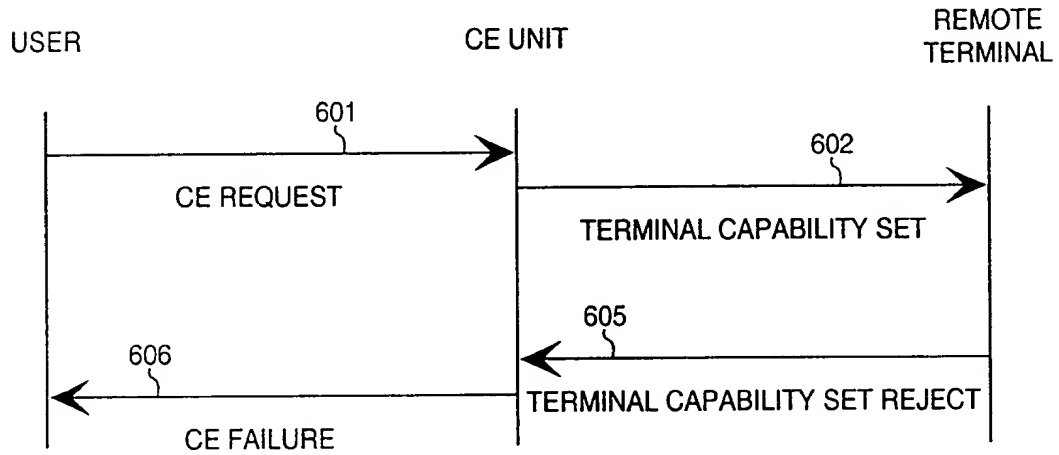 USER
CE UNIT
REMOTE
TERMINAL
601
CE REQUEST
602
TERMINAL CAPABILITY SET
605
TERMINAL CAPABILITY SET REJECT
606
CE FAILURE